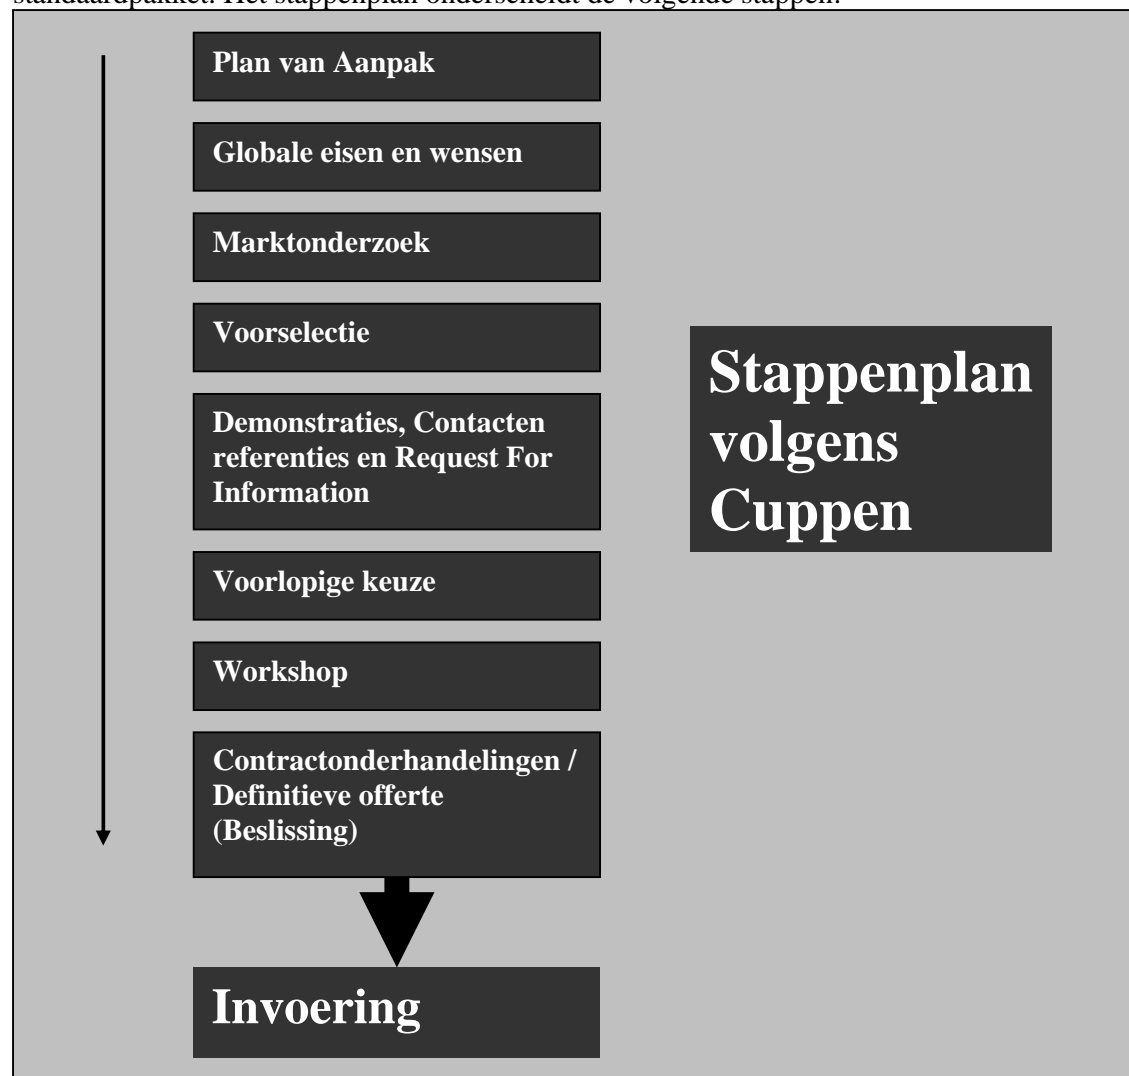 standaardpakket. Het stappenplan onderscheidt de volgende stappen:
Plan van Aanpak
Globale eisen en wensen
Marktonderzoek
Voorselectie
Demonstraties, Contacten
referenties en Request For
Information
Voorlopige keuze
Workshop
Contractonderhandelingen /
Definitieve offerte
(Beslissing)
Invoering
Stappenplan
volgens
Cuppen